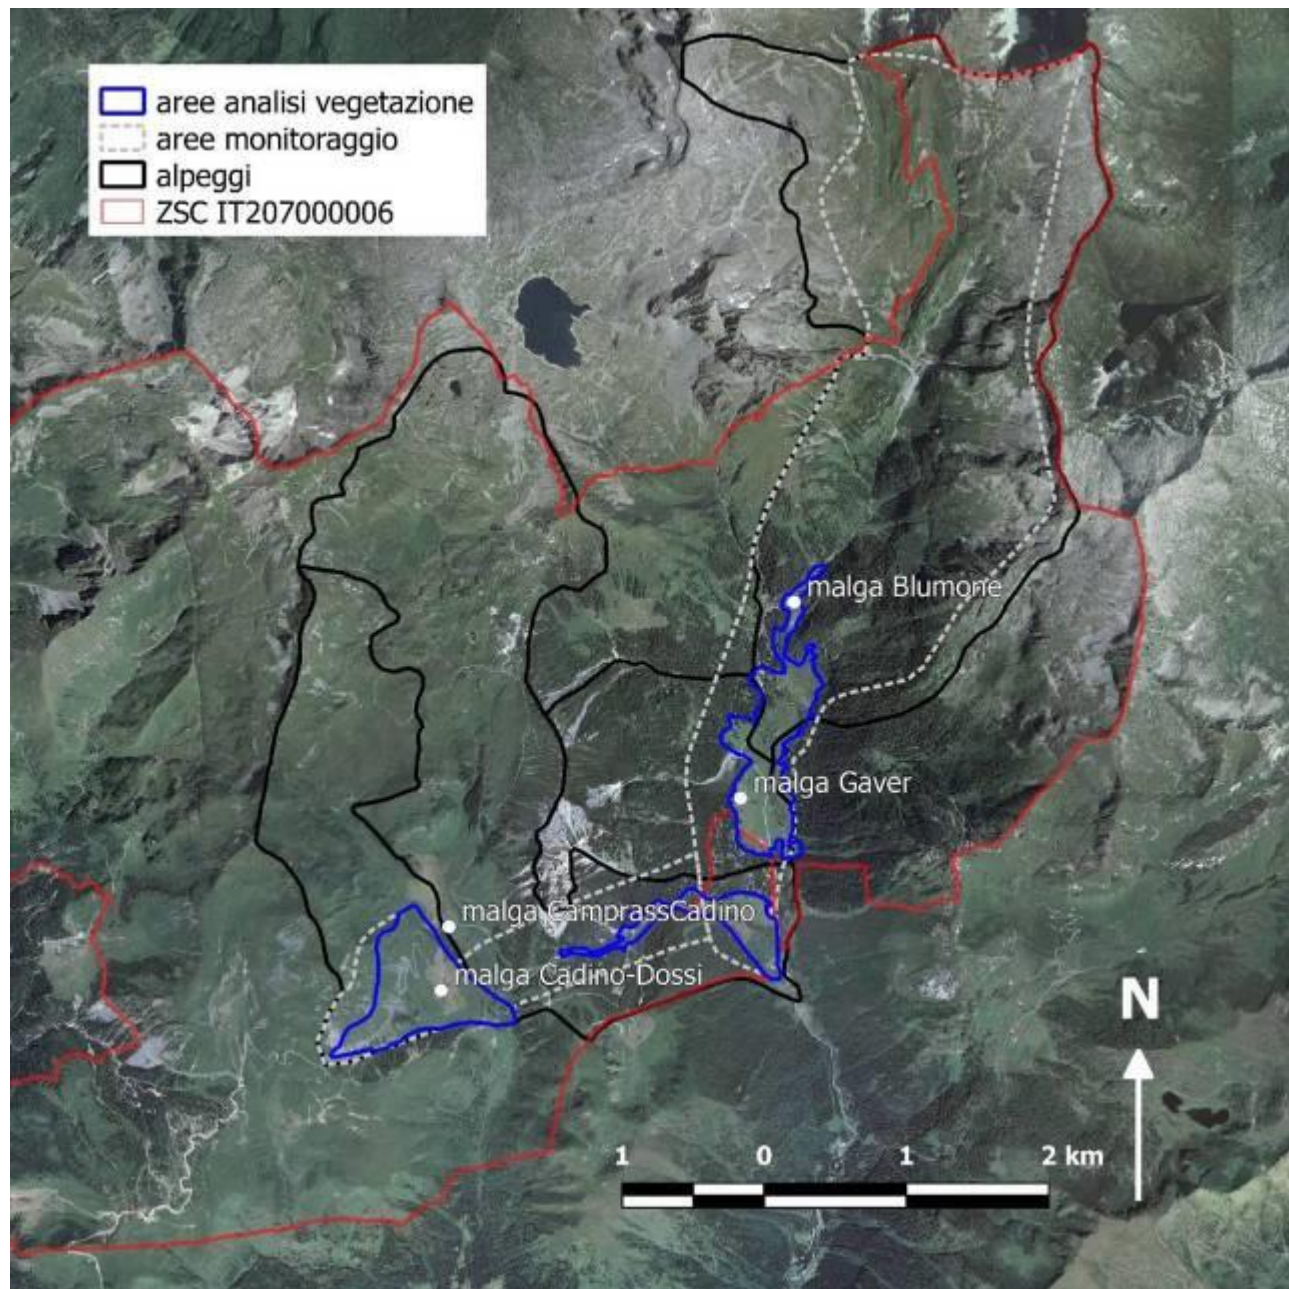 aree analisi vegetazione
aree monitoraggio
alpeggi
ZSC IT207000006
malga Blumone
malga Gaver
malga CamprassCadino
malga Cadino-Dossi
N
1 0 1 2 km